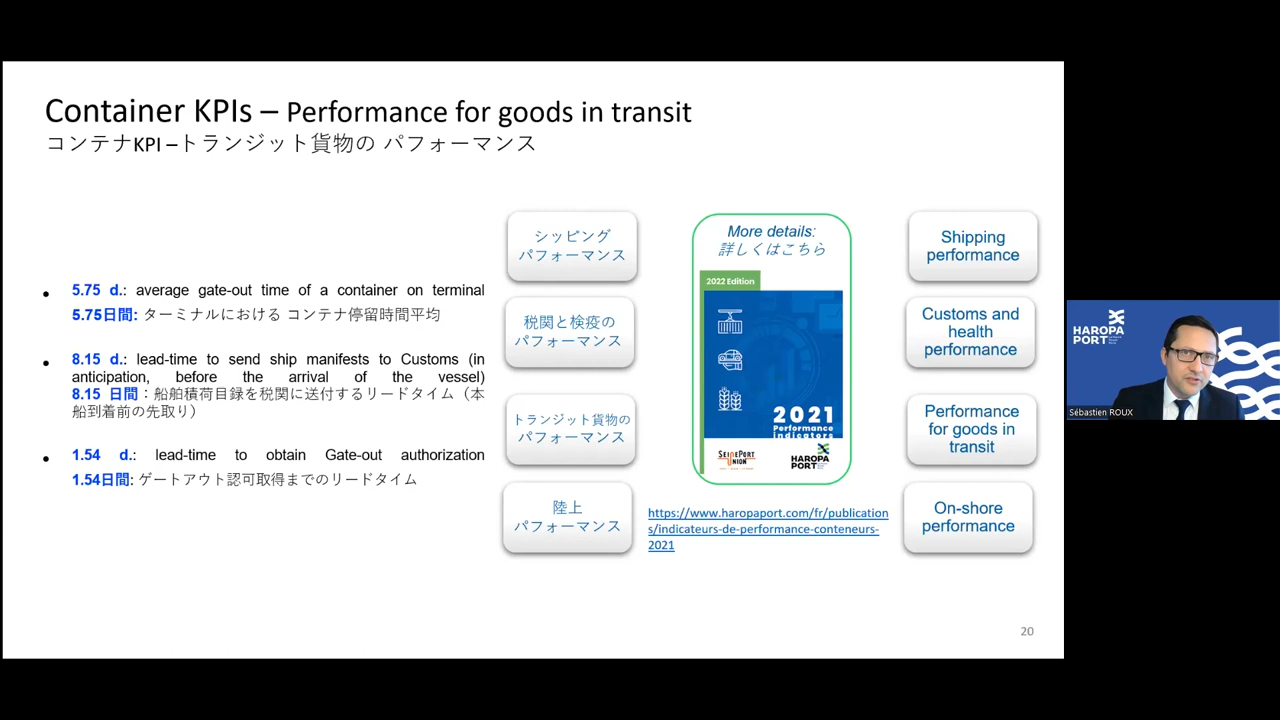 Container KPIs – Performance for goods in transit
コンテナKPI –トランジット貨物の パフォーマンス
5.75 d.: average gate-out time of a container on terminal
5.75日間: ターミナルにおける コンテナ停留時間平均
8.15 d.: lead-time to send ship manifests to Customs (in
anticipation, before the arrival of the vessel)
8.15 日間：船舶積荷目録を税関に送付するリードタイム（本
船到着前の先取り）
1.54 d.: lead-time to obtain Gate-out authorization
1.54日間: ゲートアウト認可取得までのリードタイム
シッピング
パフォーマンス
税関と検疫の
パフォーマンス
トランジット貨物の
パフォーマンス
陸上
パフォーマンス
More details:
詳しくはこちら
2022 Edition
2021
Performance
indicators
SEINEPORT
UNION
HAROPA
PORT
https://www.haropaport.com/fr/publication
s/indicateurs-de-performance-conteneurs-
2021
Shipping
performance
Customs and
health
performance
Performance
for goods in
transit
On-shore
performance
20
HAROPA
PORT
Sébastien ROUX